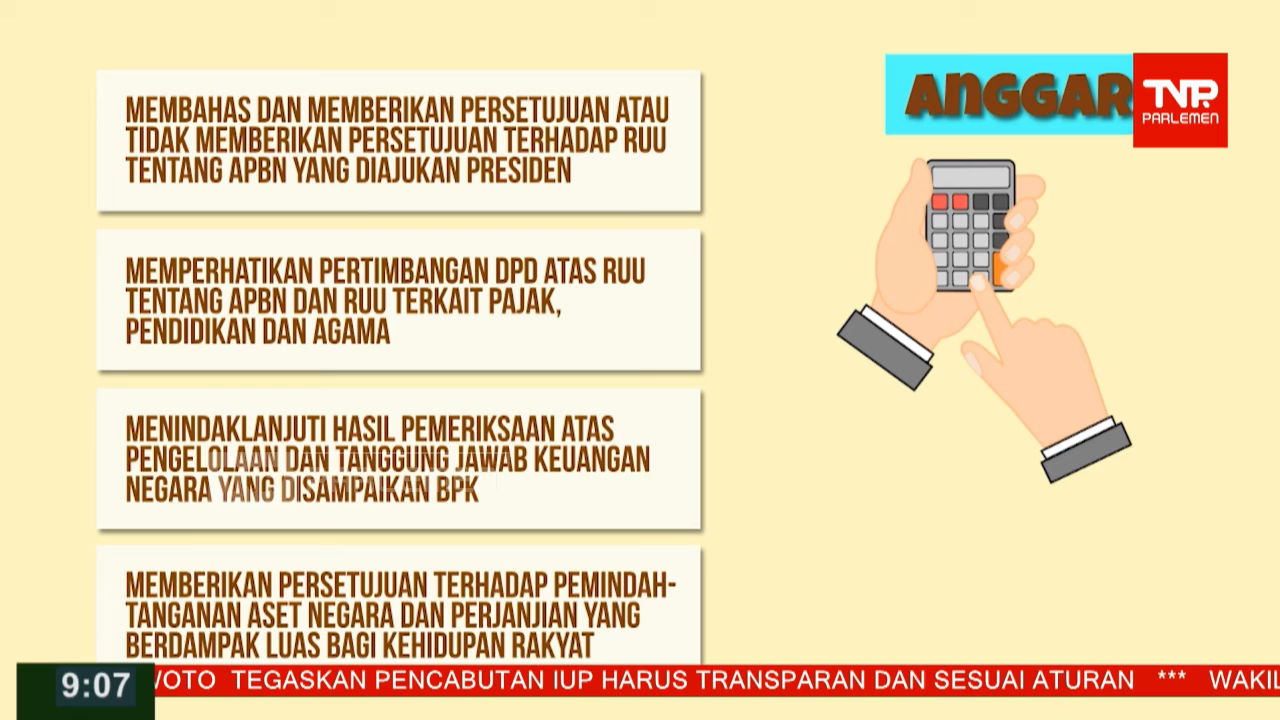 MEMBAHAS DAN MEMBERIKAN PERSETUJUAN ATAU
TIDAK MEMBERIKAN PERSETUJUAN TERHADAP RUU
TENTANG APBN YANG DIAJUKAN PRESIDEN
ANGGAR
TVP.
PARLEMEN
MEMPERHATIKAN PERTIMBANGAN DPD ATAS RUU
TENTANG APBN DAN RUU TERKAIT PAJAK,
PENDIDIKAN DAN AGAMA
MENINDAKLANJUTI HASIL PEMERIKSAAN ATAS
PENGELOLAAN DAN TANGGUNG JAWAB KEUANGAN
NEGARA YANG DISAMPAIKAN BPK
MEMBERIKAN PERSETUJUAN TERHADAP PEMINDAH-
TANGANAN ASET NEGARA DAN PERJANJIAN YANG
BERDAMPAK LUAS BAGI KEHIDUPAN RAKYAT
9:07
WOTO TEGASKAN PENCABUTAN IUP HARUS TRANSPARAN DAN SESUAI ATURAN *** WAKIL